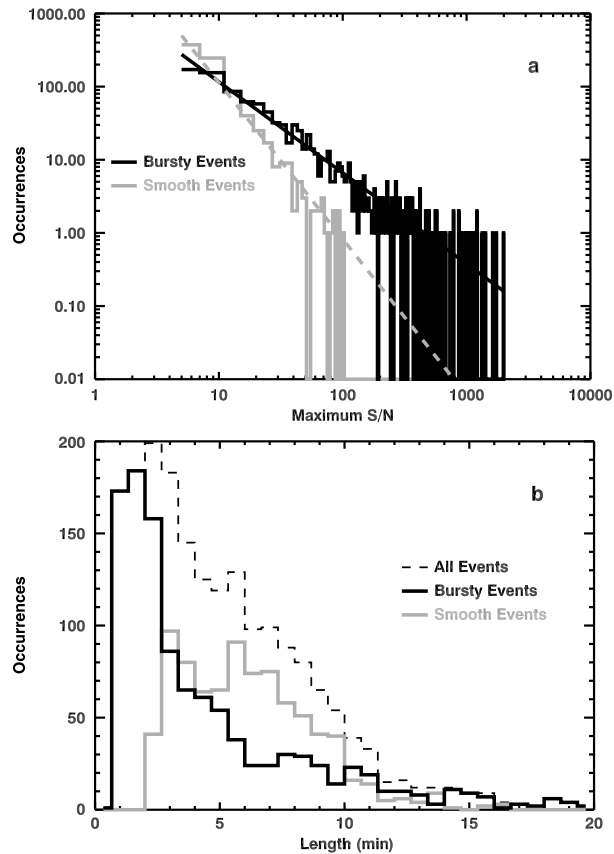 1000.00
a
100.00
10.00
Bursty Events
Smooth Events
1.00
0.10
0.01
Occurrences
1 10 100 1000 10000
Maximum S/N
200
b
150
All Events
Bursty Events
Smooth Events
100
50
0
Occurrences
0 5 10 15 20
Length (min)